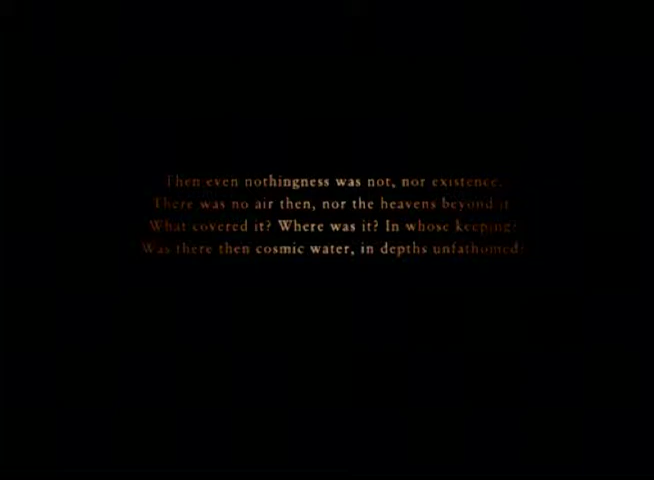 Then even nothingness was not, nor existence.
There was no air then, nor the heavens beyond it
What covered it? Where was it? In whose keeping?
Was there then cosmic water, in depths unfathomed?